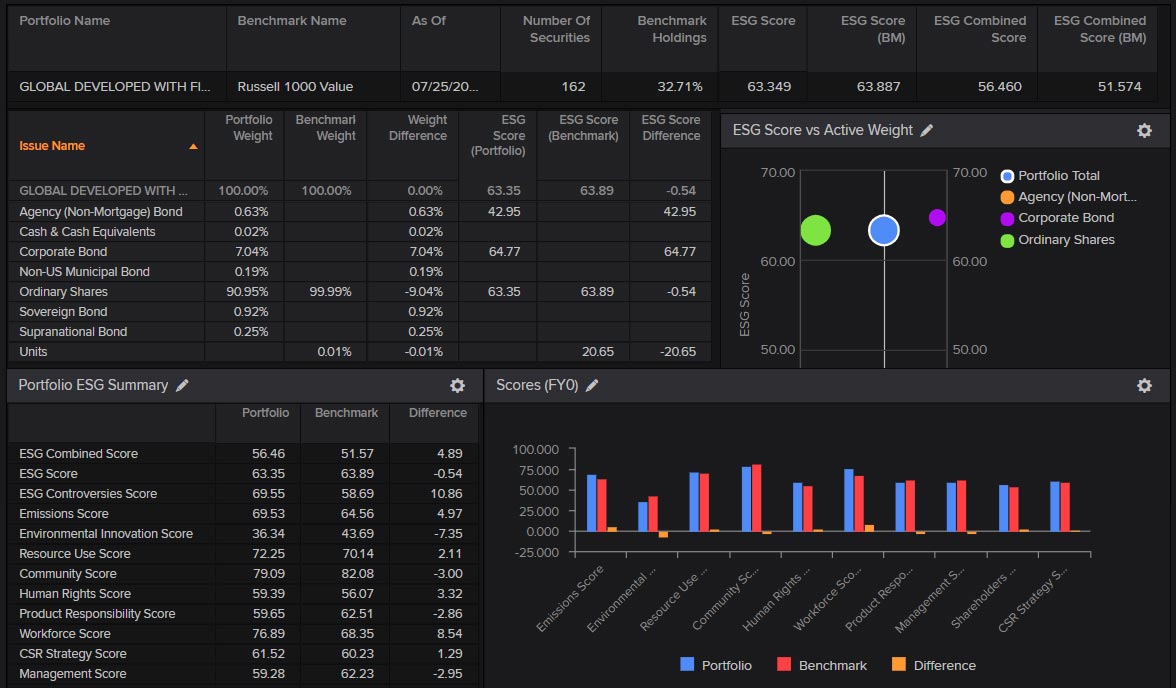 Portfolio Name Benchmark Name As Of Number Of Securities Benchmark Holdings ESG Score ESG Score (BM) ESG Combined Score ESG Combined Score (BM)
GLOBAL DEVELOPED WITH FI... Russell 1000 Value 07/25/20... 162 32.71% 63.349 63.887 56.460 51.574
Issue Name Portfolio Weight Benchmarl Weight Weight Difference ESG Score (Portfolio) ESG Score (Benchmark) ESG Score Difference
GLOBAL DEVELOPED WITH ... 100.00% 100.00% 0.00% 63.35 63.89 -0.54
Agency (Non-Mortgage) Bond 0.63% 0.63% 42.95 42.95
Cash & Cash Equivalents 0.02% 0.02%
Corporate Bond 7.04% 7.04% 64.77 64.77
Non-US Municipal Bond 0.19% 0.19%
Ordinary Shares 90.95% 99.99% -9.04% 63.35 63.89 -0.54
Sovereign Bond 0.92% 0.92%
Supranational Bond 0.25% 0.25%
Units 0.01% -0.01% 20.65 -20.65
ESG Score vs Active Weight
70.00 70.00
60.00 60.00
50.00 50.00
ESG Score
Portfolio Total
Agency (Non-Mort...
Corporate Bond
Ordinary Shares
Portfolio ESG Summary
Portfolio Benchmark Difference
ESG Combined Score 56.46 51.57 4.89
ESG Score 63.35 63.89 -0.54
ESG Controversies Score 69.55 58.69 10.86
Emissions Score 69.53 64.56 4.97
Environmental Innovation Score 36.34 43.69 -7.35
Resource Use Score 72.25 70.14 2.11
Community Score 79.09 82.08 -3.00
Human Rights Score 59.39 56.07 3.32
Product Responsibility Score 59.65 62.51 -2.86
Workforce Score 76.89 68.35 8.54
CSR Strategy Score 61.52 60.23 1.29
Management Score 59.28 62.23 -2.95
Scores (FY0)
100.000
75.000
50.000
25.000
0.000
-25.000
Emissions Score
Environmental ...
Resource Use ...
Community Sc...
Human Rights ...
Workforce Sco...
Product Respo...
Management S...
Shareholders ...
CSR Strategy S...
Portfolio Benchmark Difference